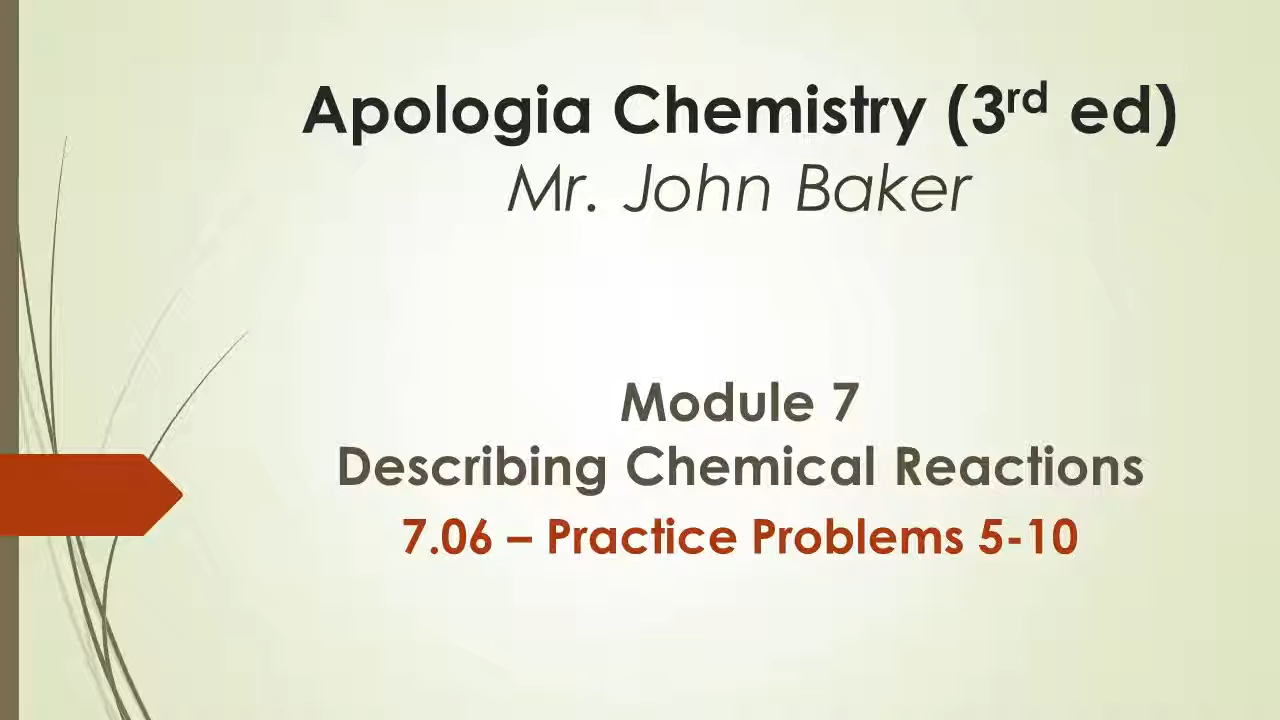 Apologia Chemistry (3rd ed)
Mr. John Baker
Module 7
Describing Chemical Reactions
7.06 – Practice Problems 5-10